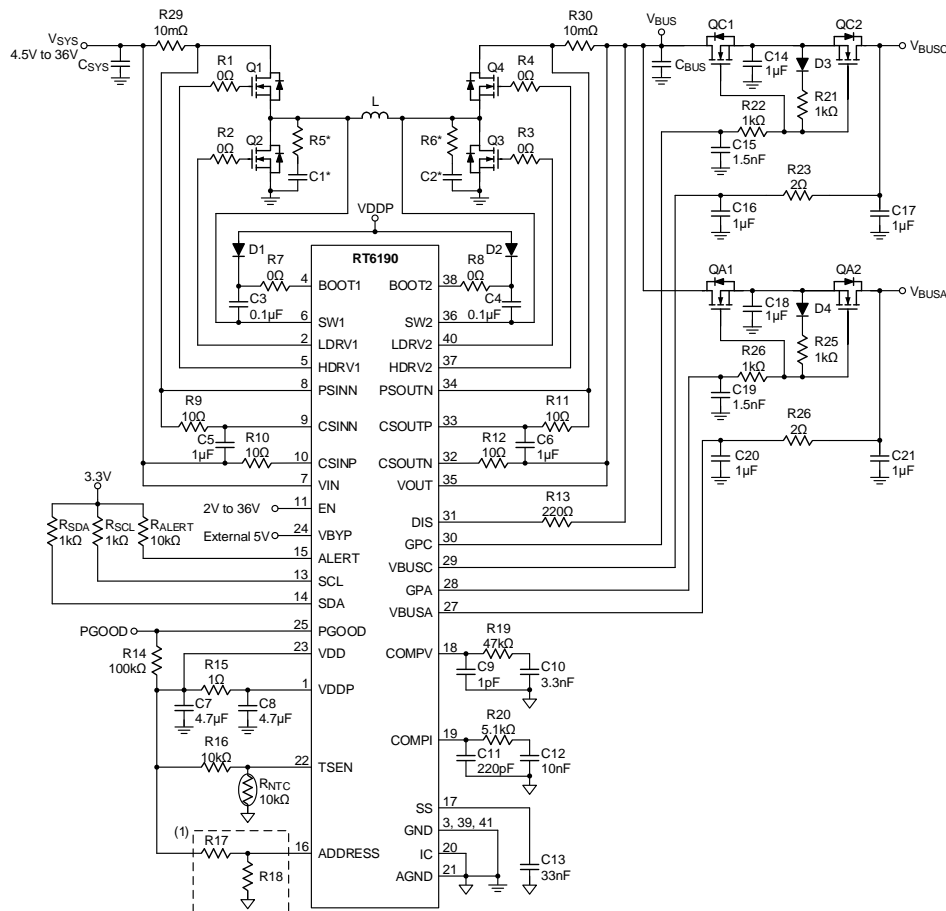 R29
10mΩ
VSYS
4.5V to 36V
CSYS
R30
10mΩ
VBUS
CBUS
QC1
QC2
VBUSC
C14
1µF
D3
R21
1kΩ
R22
1kΩ
C15
1.5nF
R23
2Ω
C16
1µF
C17
1µF
R1
0Ω
Q1
Q4
R4
0Ω
L
R2
0Ω
Q2
R5*
C1*
R6*
C2*
Q3
R3
0Ω
VDDP
D1
D2
R7
0Ω
R8
0Ω
C3
0.1µF
C4
0.1µF
QA1
QA2
VBUSA
C18
1µF
D4
R25
1kΩ
R26
1kΩ
C19
1.5nF
R26
2Ω
C20
1µF
C21
1µF
RT6190
4 BOOT1 BOOT2 38
6 SW1 SW2 36
2 LDRV1 LDRV2 40
5 HDRV1 HDRV2 37
8 PSINN PSOUTN 34
9 CSINN CSOUTP 33
10 CSINP CSOUTN 32
7 VIN VOUT 35
11 EN DIS 31
24 VBYP GPC 30
15 ALERT VBUSC 29
13 SCL GPA 28
14 SDA VBUSA 27
25 PGOOD
23 VDD COMPV 18
1 VDDP
COMPI 19
22 TSEN
SS 17
GND 3, 39, 41
16 ADDRESS IC 20
AGND 21
R9
10Ω
C5
1µF
R10
10Ω
R11
10Ω
R12
10Ω
C6
1µF
R13
220Ω
3.3V
2V to 36V
External 5V
RSDA
1kΩ
RSCL
1kΩ
RALERT
10kΩ
PGOOD
R14
100kΩ
R15
1Ω
C7
4.7µF
C8
4.7µF
R16
10kΩ
RNTC
10kΩ
(1)
R17
R18
R19
47kΩ
C9
1pF
C10
3.3nF
R20
5.1kΩ
C11
220pF
C12
10nF
C13
33nF